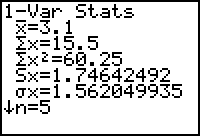 1-Var Stats
x̄=3.1
Σx=15.5
Σx²=60.25
Sx=1.74642492
σx=1.562049935
↓n=5